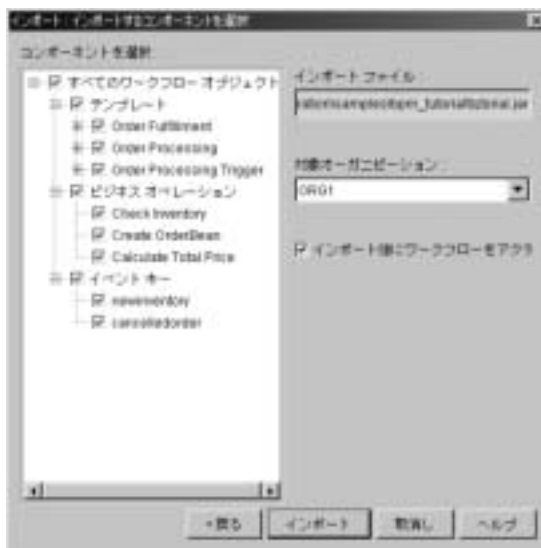 インポート : インポートするコンポーネントを選択
コンポーネントを選択
すべてのワークフロー オブジェクト
テンプレート
Order Fulfillment
Order Processing
Order Processing Trigger
ビジネス オペレーション
Check Inventory
Create OrderBean
Calculate Total Price
イベント キー
newinventory
cancelledorder
インポート ファイル
対象オーガニゼーション
ORG1
インポート後にワークフローをアクティ
< 戻る
インポート
取消し
ヘルプ